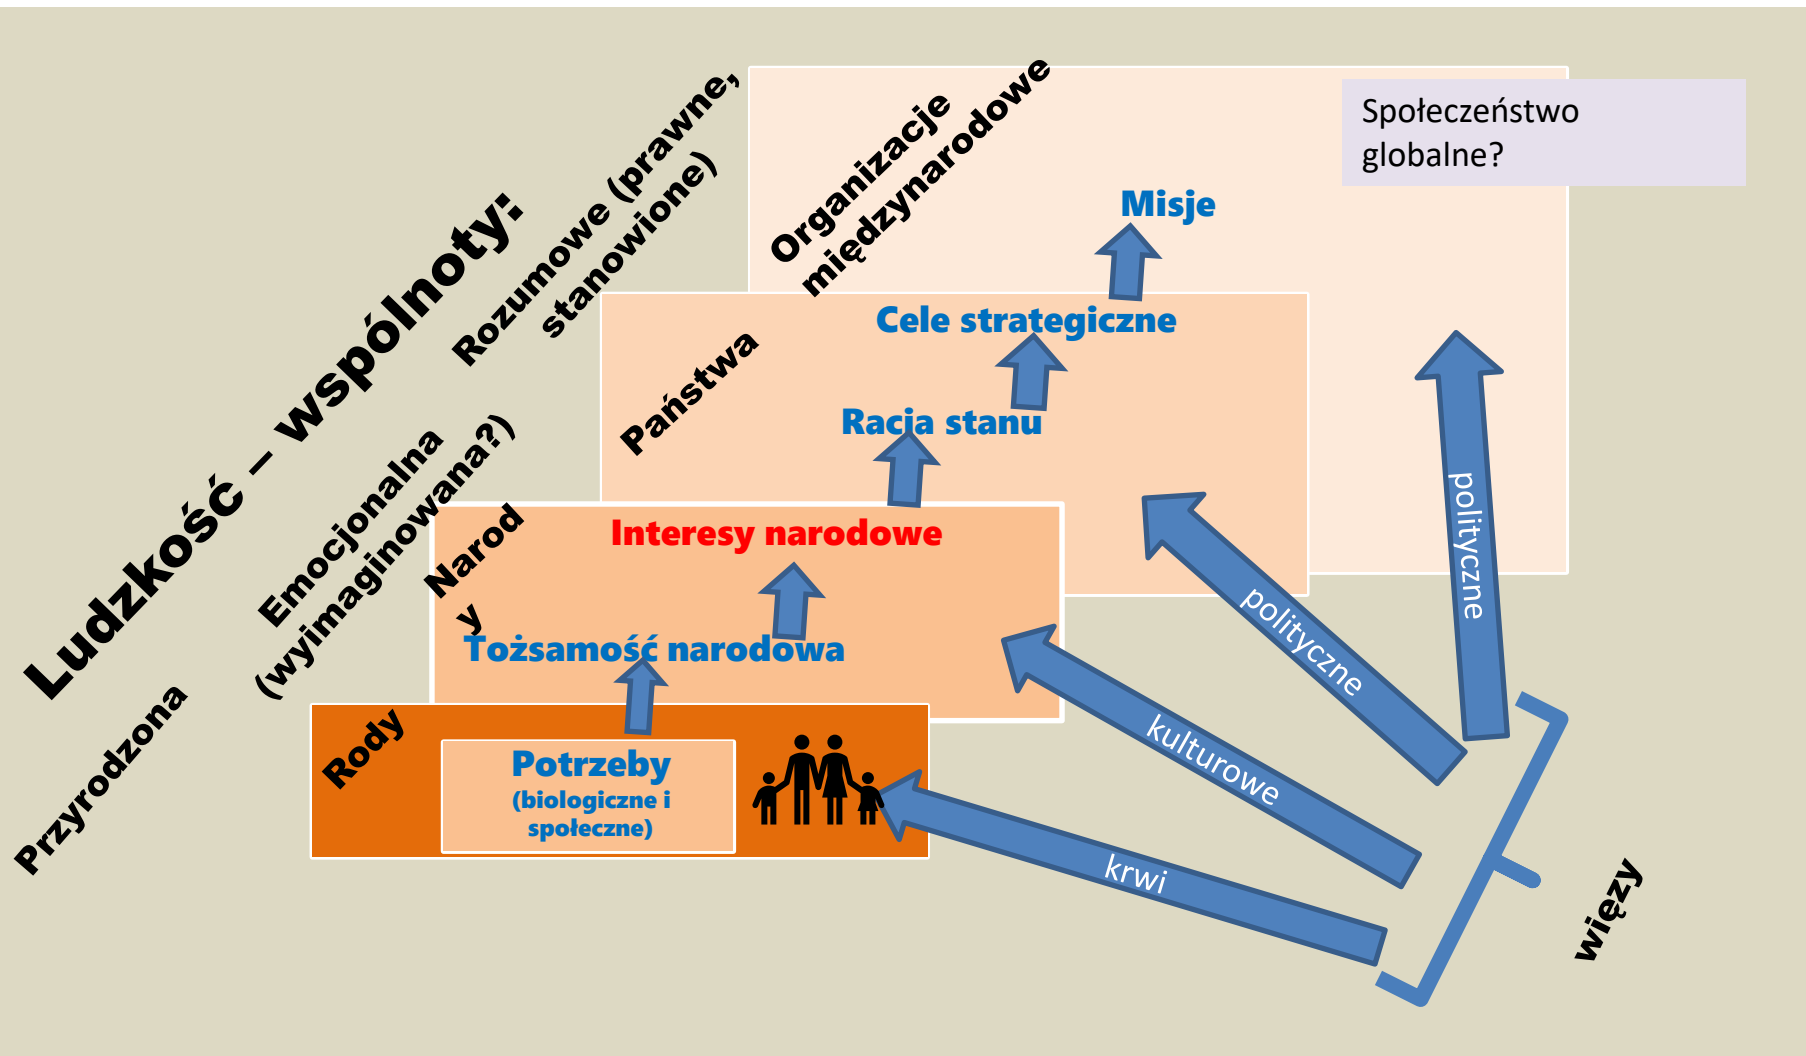 Ludzkość – wspólnoty:
Rozumowe (prawne,
stanowione)
Emocjonalna
(wyimaginowana?)
Przyrodzona
Organizacje
międzynarodowe
Społeczeństwo
globalne?
Misje
Państwa
Cele strategiczne
Racja stanu
Narod
y
Interesy narodowe
Tożsamość narodowa
Rody
Potrzeby
(biologiczne i
społeczne)
polityczne
polityczne
kulturowe
krwi
więzy